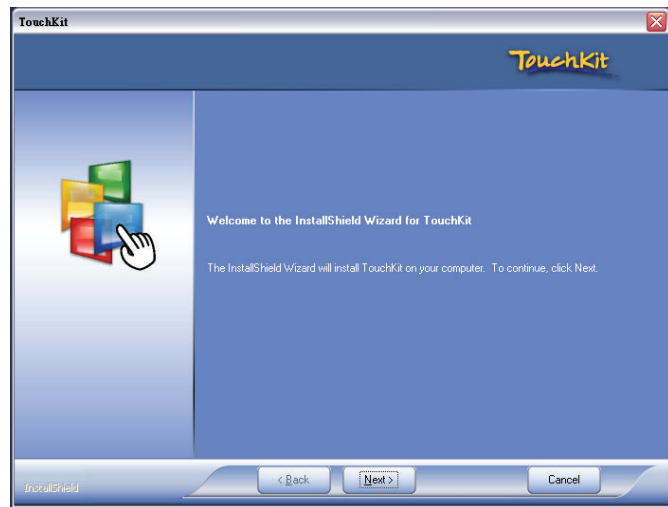 TouchKit
TouchKit
Welcome to the InstallShield Wizard for TouchKit
The InstallShield Wizard will install TouchKit on your computer. To continue, click Next.
InstallShield
< Back
Next >
Cancel